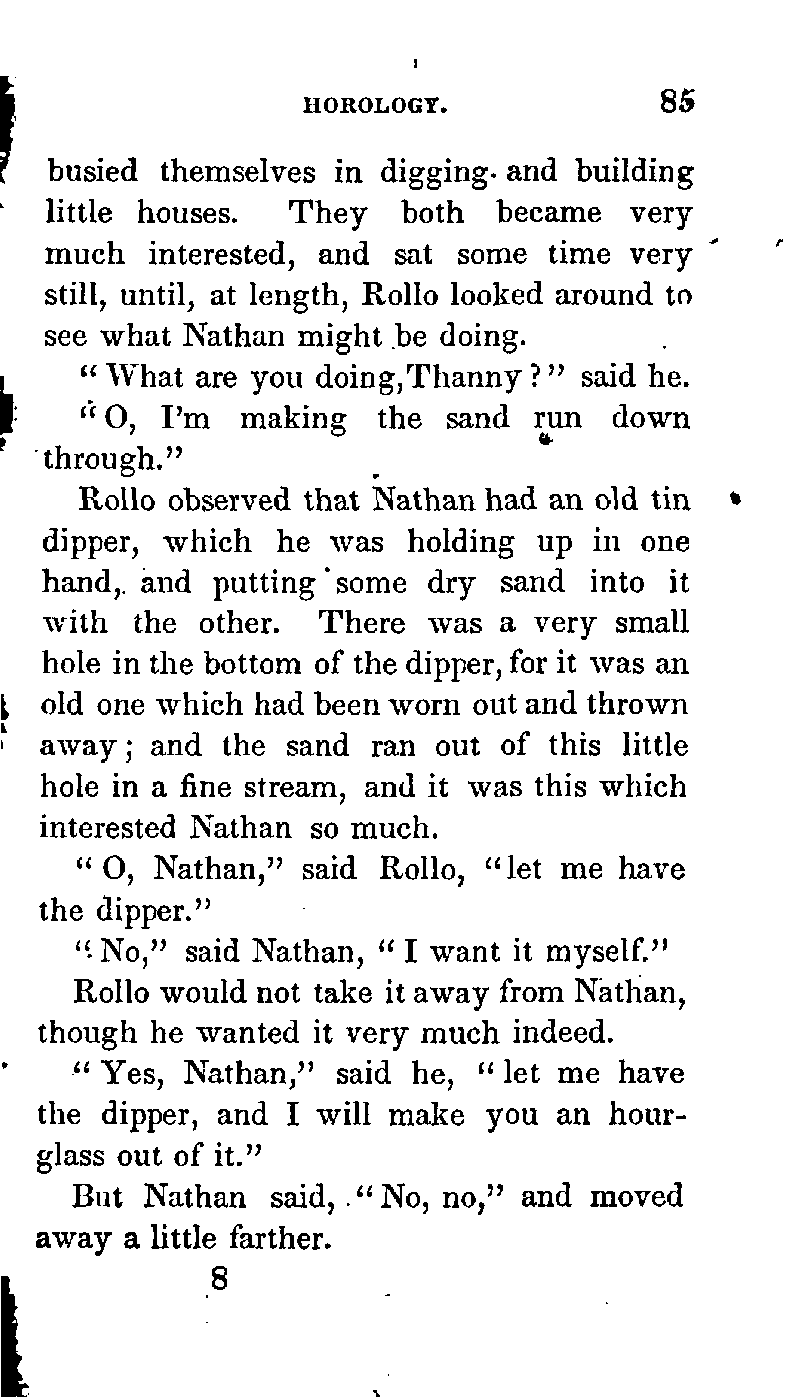 HOROLOGY. 85
busied themselves in digging and building
little houses. They both became very
much interested, and sat some time very
still, until, at length, Rollo looked around to
see what Nathan might be doing.
“What are you doing, Thanny?” said he.
“O, I’m making the sand run down
through.”
Rollo observed that Nathan had an old tin
dipper, which he was holding up in one
hand, and putting some dry sand into it
with the other. There was a very small
hole in the bottom of the dipper, for it was an
old one which had been worn out and thrown
away; and the sand ran out of this little
hole in a fine stream, and it was this which
interested Nathan so much.
“O, Nathan,” said Rollo, “let me have
the dipper.”
“No,” said Nathan, “I want it myself.”
Rollo would not take it away from Nathan,
though he wanted it very much indeed.
“Yes, Nathan,” said he, “let me have
the dipper, and I will make you an hour-
glass out of it.”
But Nathan said, “No, no,” and moved
away a little farther.
8